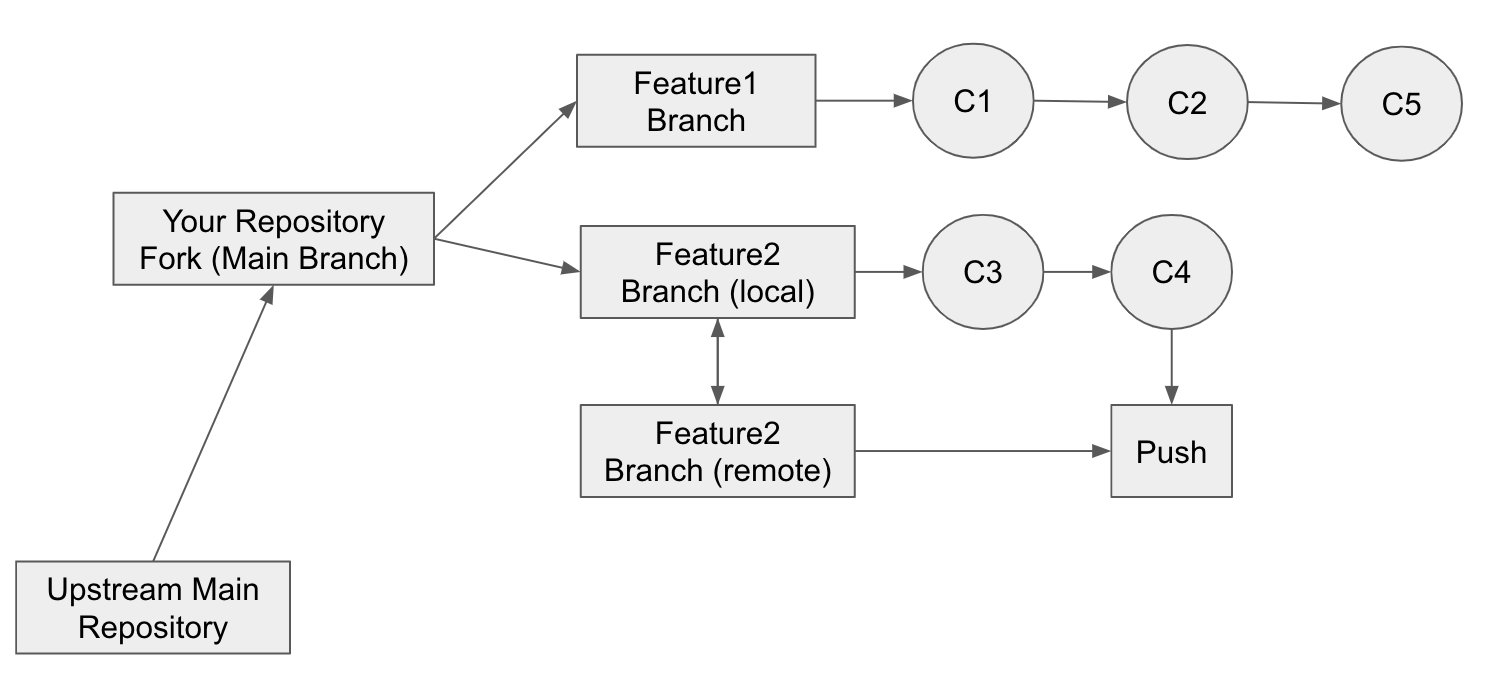 Feature1
Branch
C1
C2
C5
Your Repository
Fork (Main Branch)
Feature2
Branch (local)
C3
C4
Feature2
Branch (remote)
Push
Upstream Main
Repository